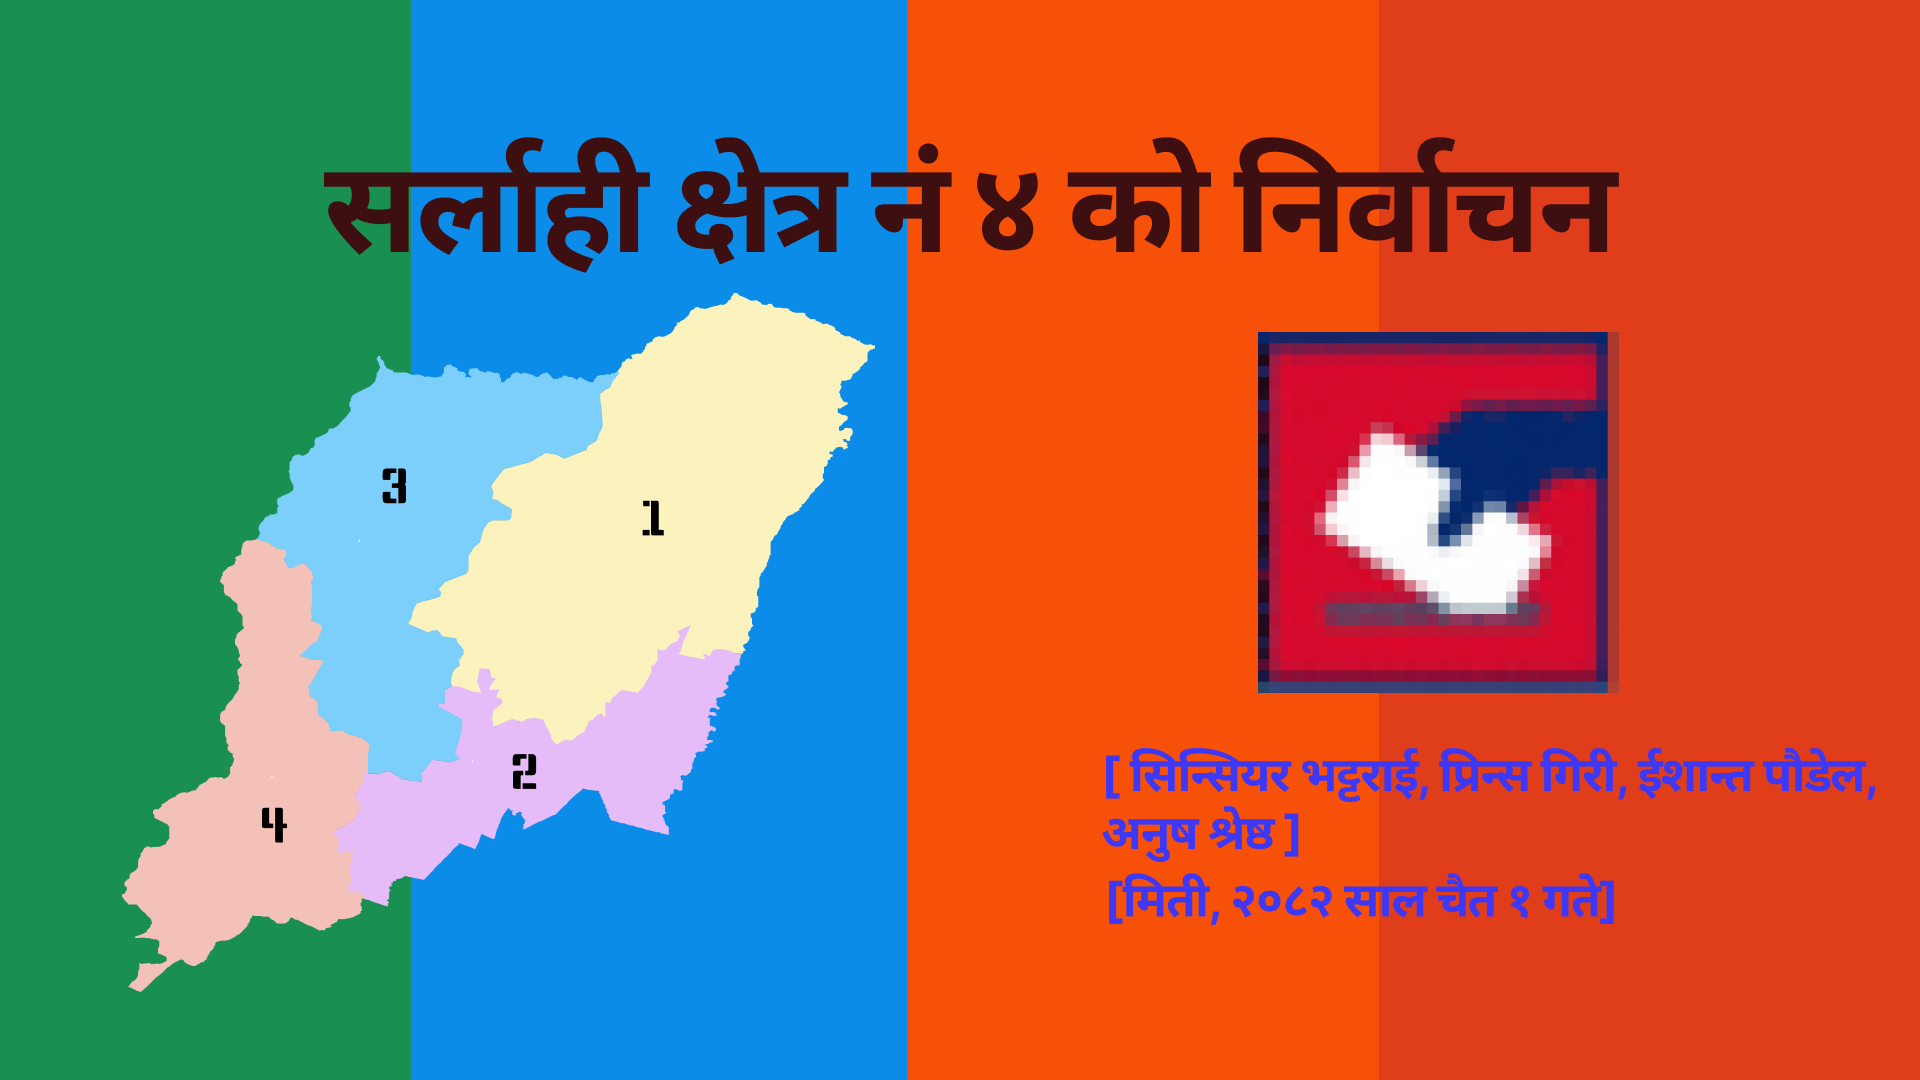 सर्लाही क्षेत्र नं ४ को निर्वाचन
3
1
2
4
[ सिन्सियर भट्टराई, प्रिन्स गिरी, ईशान्त पौडेल,
अनुष श्रेष्ठ ]
[मिती, २०८२ साल चैत १ गते]